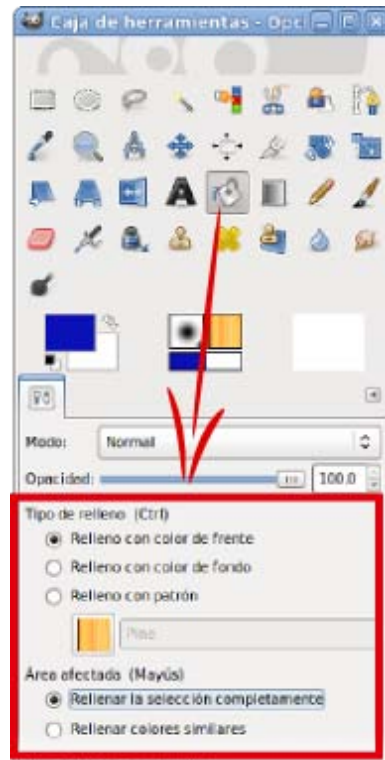 Caja de herramientas - Opci
Modo: Normal
Opacidad: 100.0
Tipo de relleno (Ctrl)
Relleno con color de frente
Relleno con color de fondo
Relleno con patrón
Pino
Área afectada (Mayús)
Rellenar la selección completamente
Rellenar colores similares